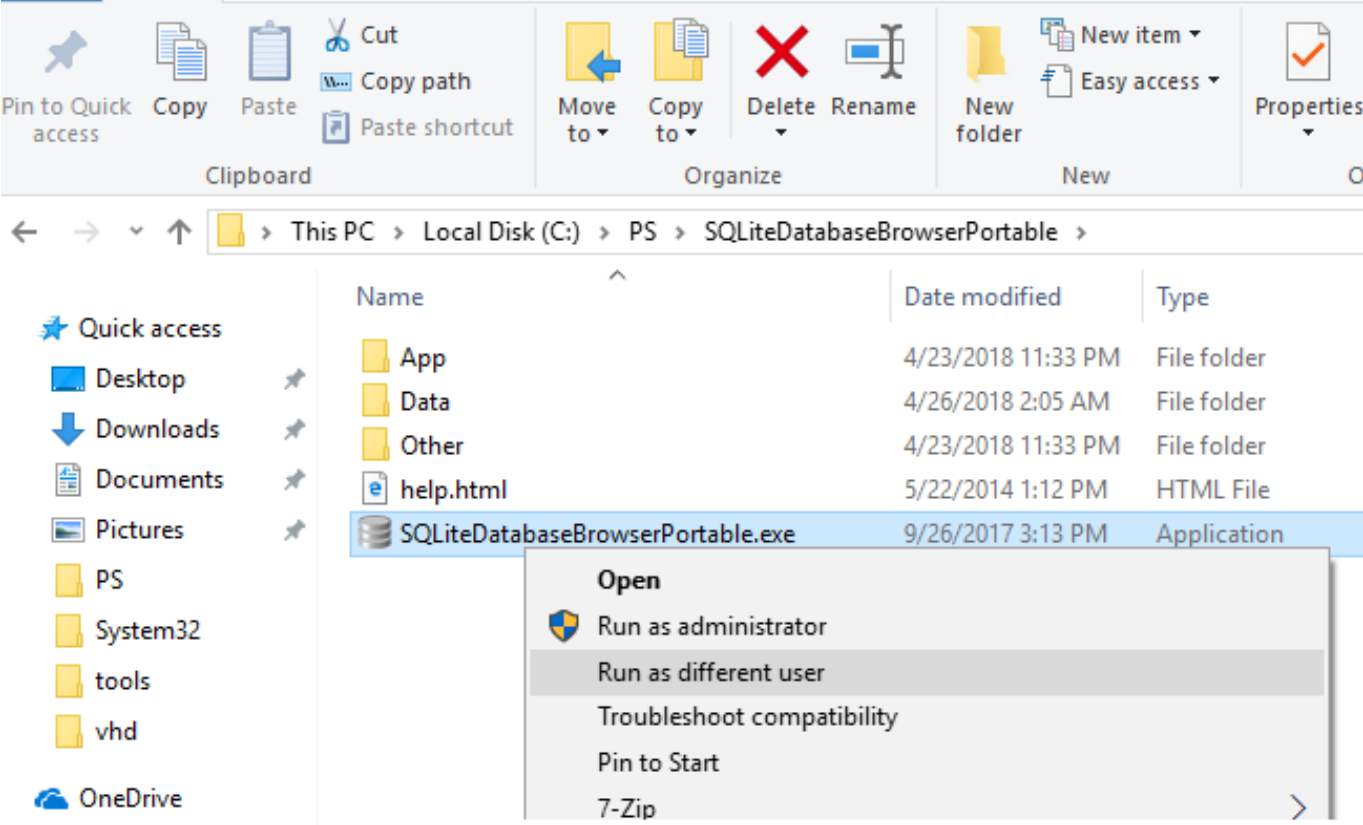 Pin to Quick access
Copy
Paste
Cut
W...
Copy path
Paste shortcut
Clipboard
Move to
Copy to
Delete
Rename
Organize
New folder
New item
Easy access
New
Properties
O
This PC > Local Disk (C:) > PS > SQLiteDatabaseBrowserPortable >
Name Date modified Type
Quick access
Desktop
Downloads
Documents
Pictures
PS
System32
tools
vhd
OneDrive
App 4/23/2018 11:33 PM File folder
Data 4/26/2018 2:05 AM File folder
Other 4/23/2018 11:33 PM File folder
help.html 5/22/2014 1:12 PM HTML File
SQLiteDatabaseBrowserPortable.exe 9/26/2017 3:13 PM Application
Open
Run as administrator
Run as different user
Troubleshoot compatibility
Pin to Start
7-Zip